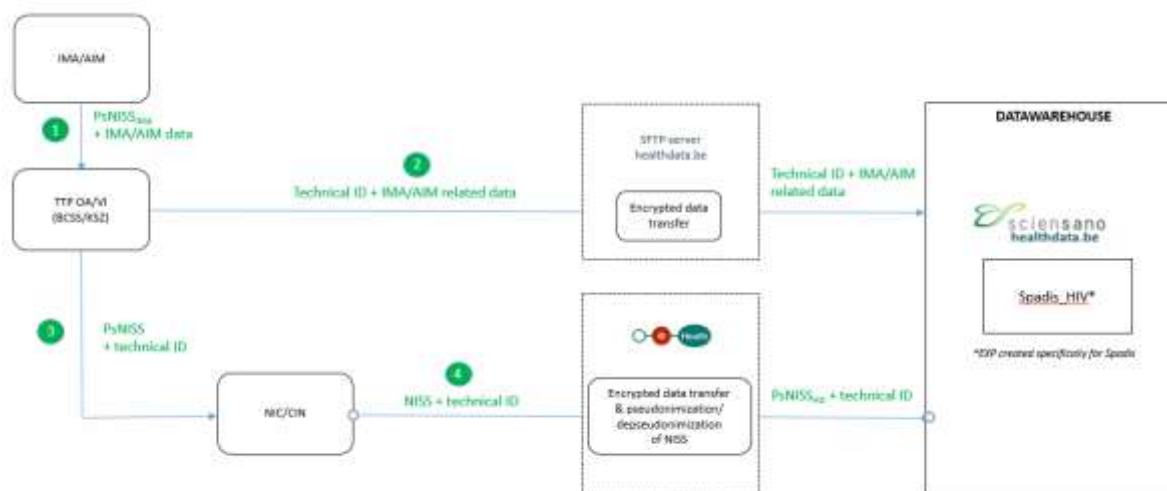 IMA/AIM
1
PsNISS
+ IMA/AIM data
TTP OA/VI
(BCSS/KSZ)
2
Technical ID + IMA/AIM related data
SFTP-server
healthdata.be
Encrypted data
transfer
Technical ID + IMA/AIM
related data
DATAWAREHOUSE
sciensano
healthdata.be
Spadis_HIV*
*EXP created specifically for Spadis
3
PsNISS
+ technical ID
NIC/CIN
4
NISS + technical ID
Health
Encrypted data transfer
& pseudonimization/
depseudonimization
of NISS
PsNISS + technical ID